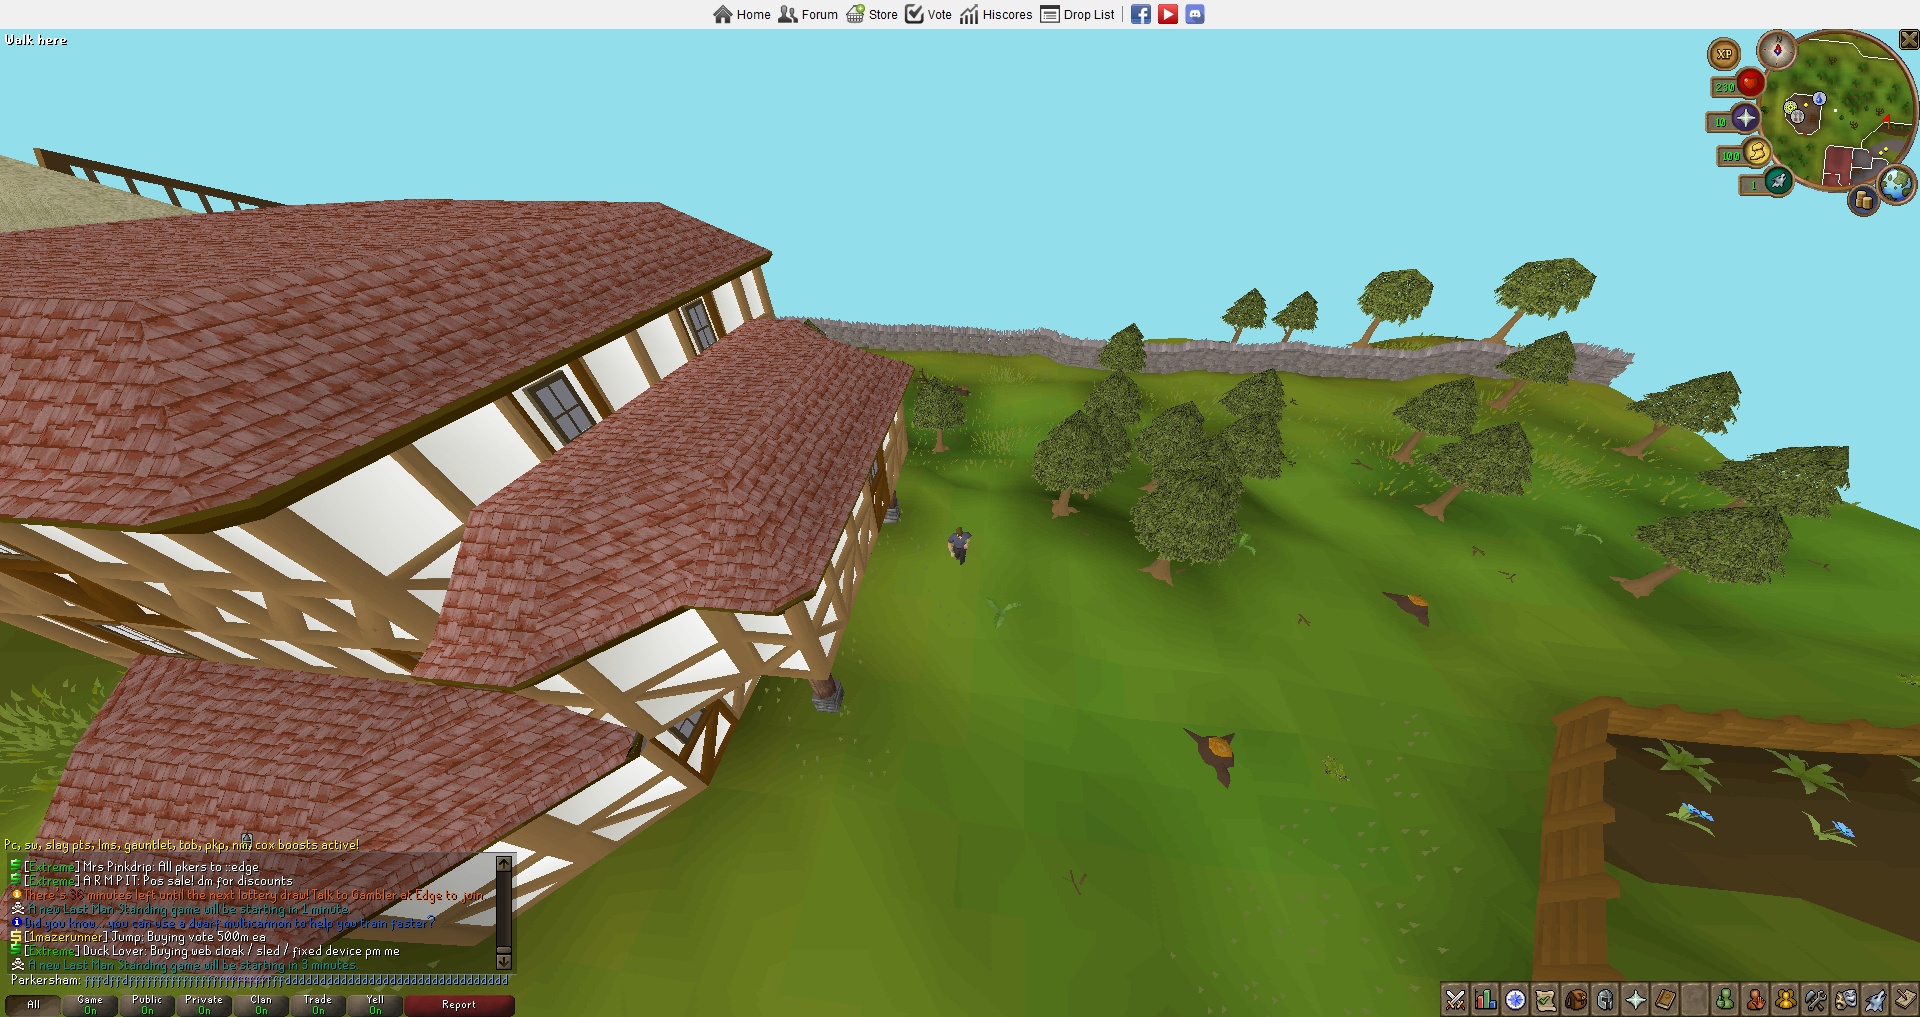 Home Forum Store Vote Hiscores Drop List
Walk here
XP
N
230
10
100
1
Pc, sw, slay pts, lms, gauntlet, tob, pkp, nm, cox boosts active!
[Extreme] Mrs Pinkdrip: All pkers to ::edge
[Extreme] A R M P I T: Pos sale! dm for discounts
There's 36 minutes left until the next lottery draw! Talk to Gambler at Edge to join.
A new Last Man Standing game will be starting in 1 minute.
Did you know... you can use a dwarf multicannon to help you train faster?
[1mazerunner] Jump: Buying vote 500m ea
[Extreme] Duck Lover: Buying web cloak / sled / fixed device pm me
A new Last Man Standing game will be starting in 3 minutes.
Parkersham:
All Game Public Private Clan Trade Yell Report
On On On On On On